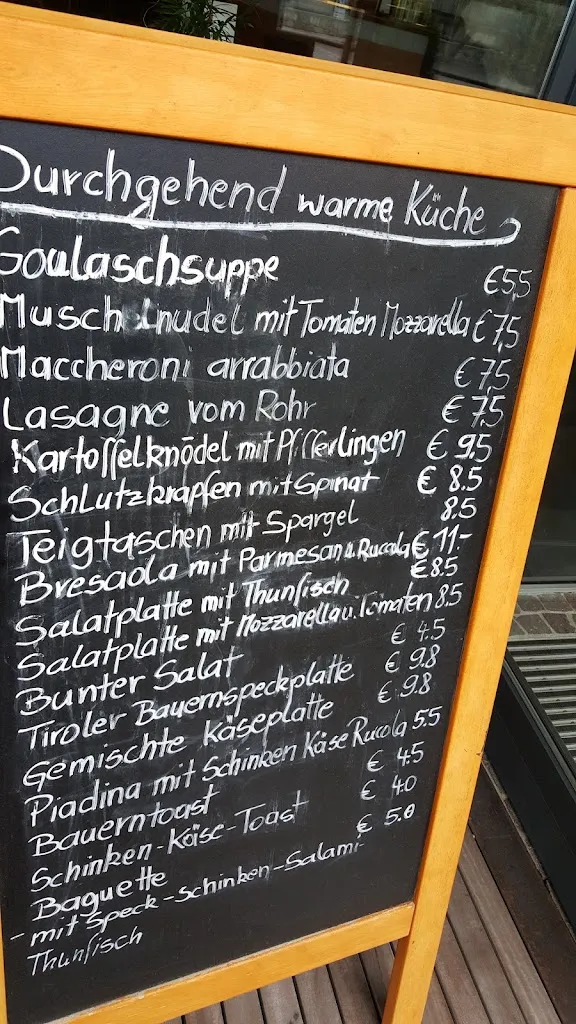 Durchgehend warme Küche
Goulaschsuppe €5,5
Muschelnudel mit Tomaten Mozzarella €7,5
Maccheroni arrabbiata €7,5
Lasagne vom Rohr €7,5
Kartoffelknödel mit Pfifferlingen €9.5
Schlutzkrapfen mit Spinat €8.5
Teigtaschen mit Spargel 8.5
Bresaola mit Parmesan u. Rucola €11.-
Salatplatte mit Thunfisch €8.5
Salatplatte mit Mozzarella u. Tomaten 8.5
Bunter Salat €4.5
Tiroler Bauernspeckplatte €9.8
Gemischte Käseplatte €9.8
Piadina mit Schinken Käse Rucola 5.5
Bauerntoast €4.5
Schinken-Käse-Toast €4.0
Baguette €5.0
- mit Speck-Schinken-Salami-
Thunfisch